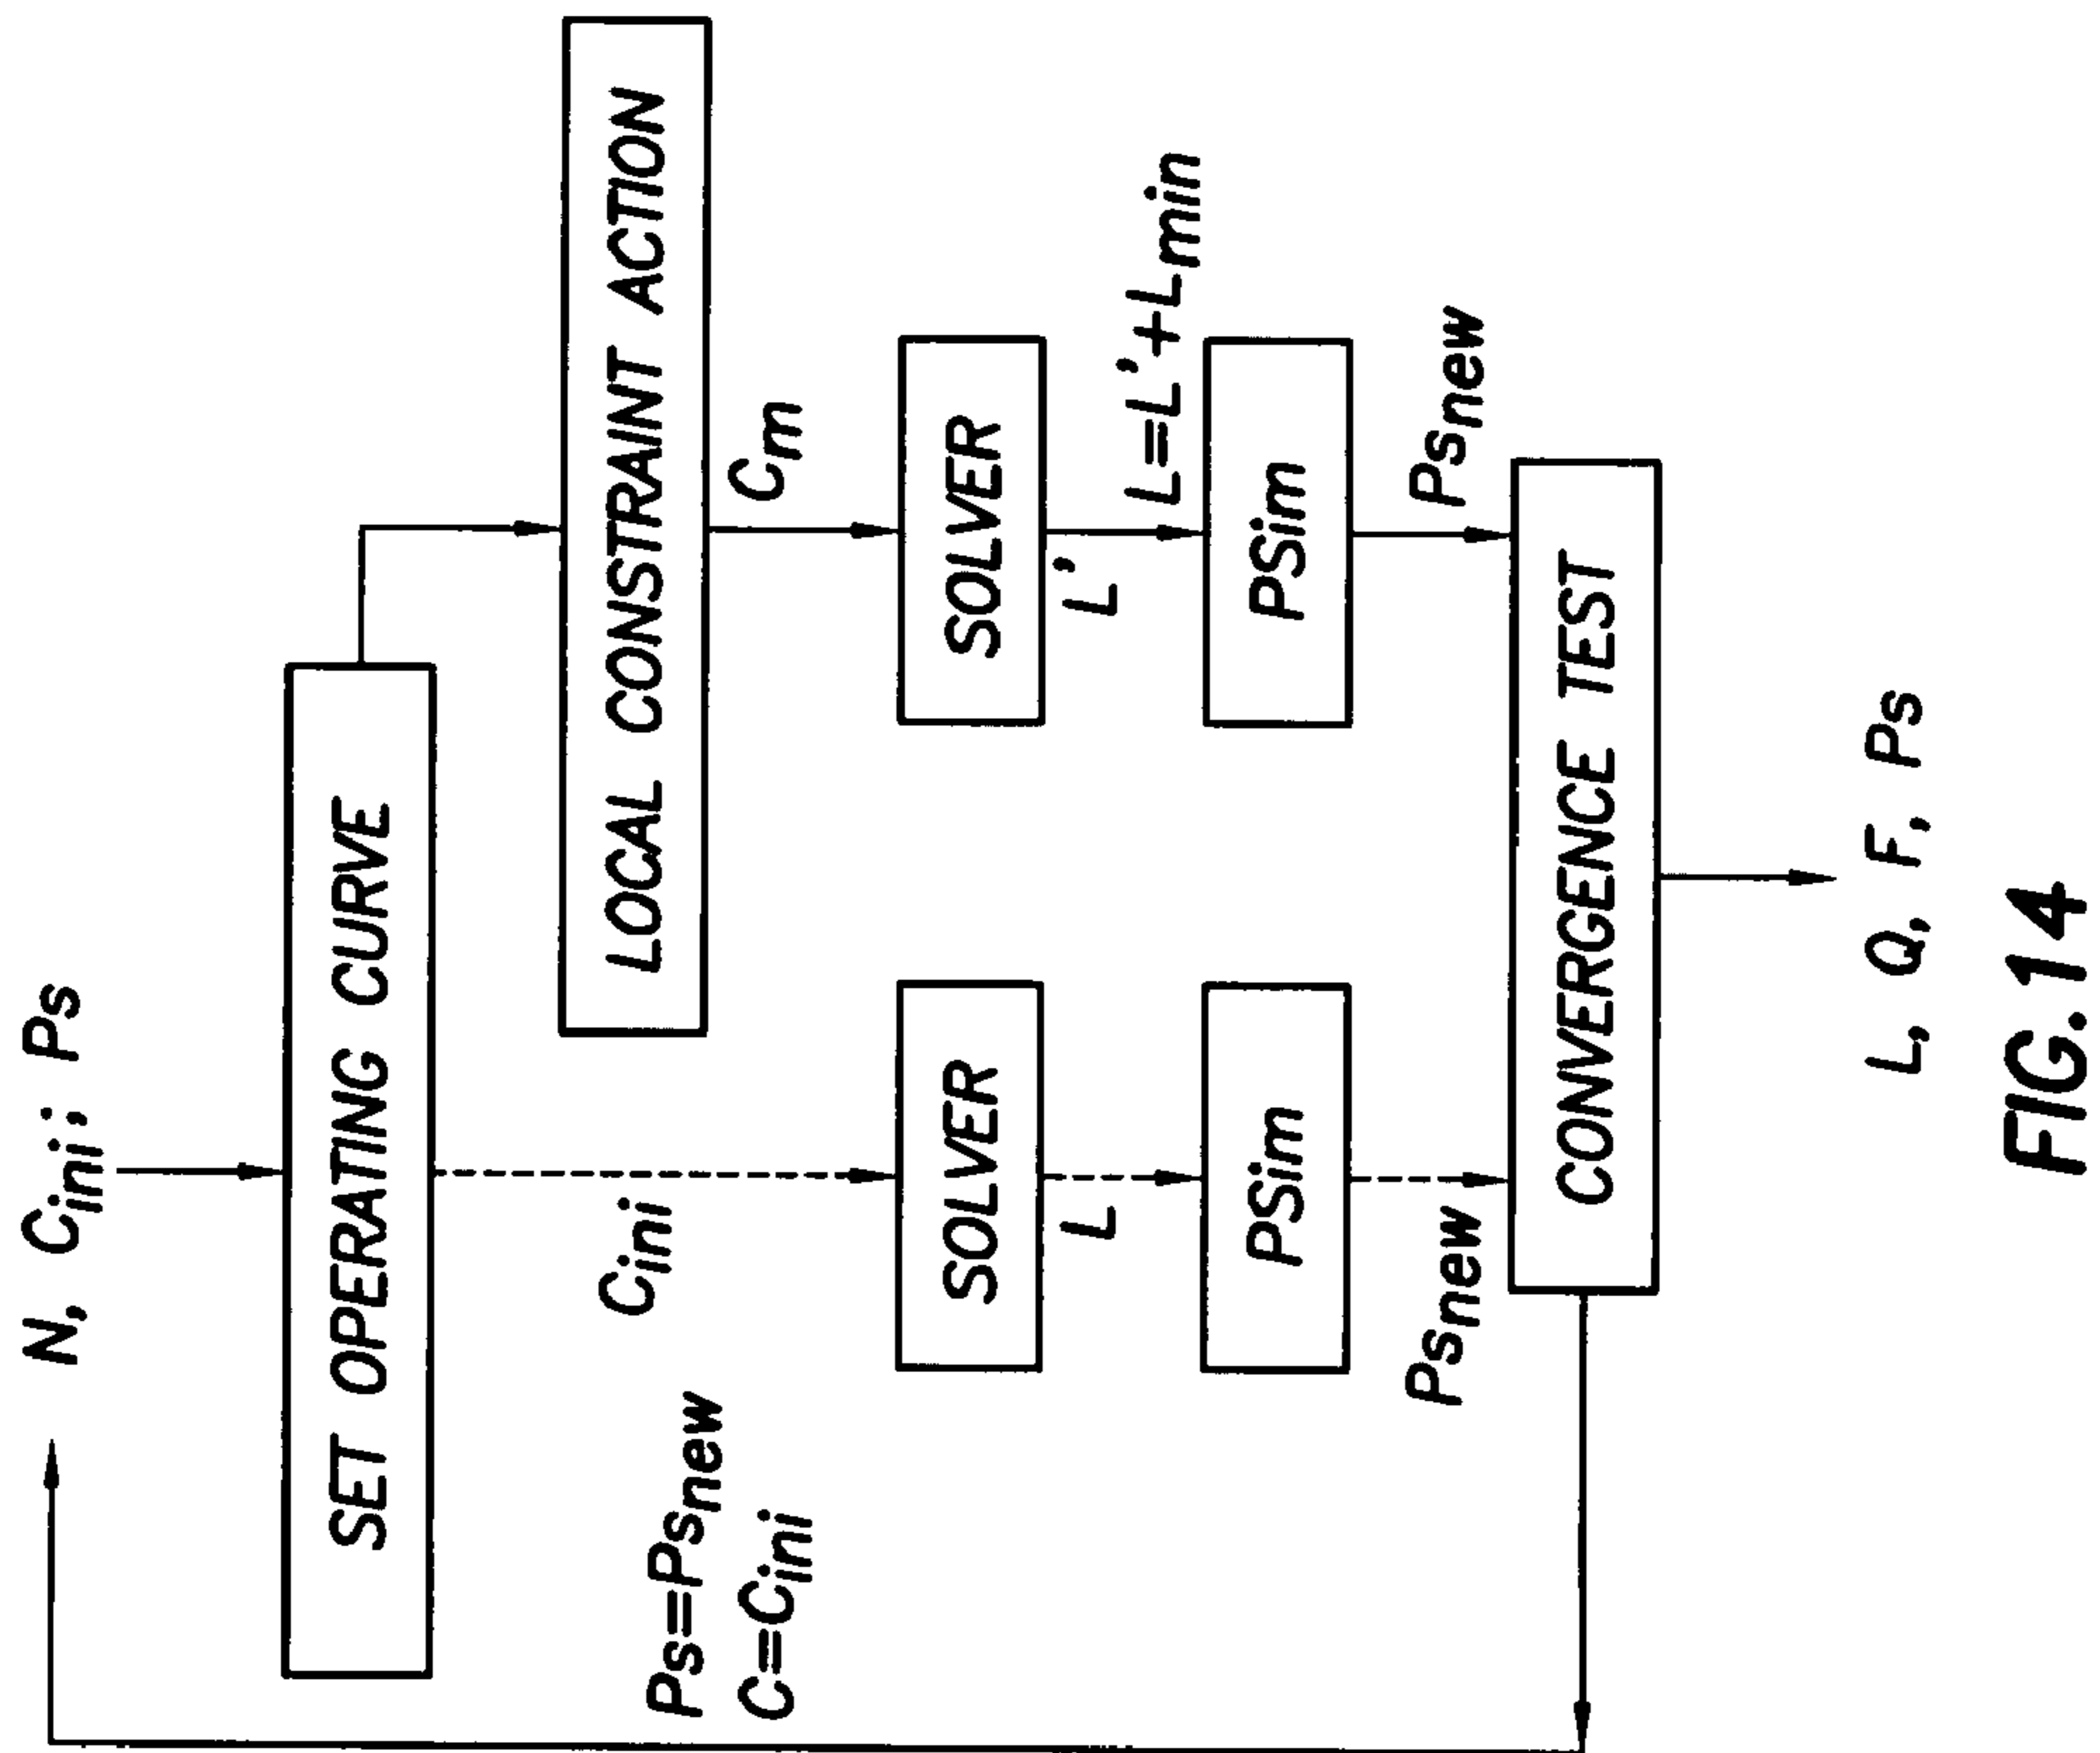 N, Cini; Ps
SET OPERATING CURVE
LOCAL CONSTRAINT ACTION
Cini
Cm
Ps=Psnew
C=Cini
SOLVER
SOLVER
L
L'
L=L'+Lmin
PSim
PSim
Psnew
Psnew
CONVERGENCE TEST
L, Q, F, Ps
FIG. 14